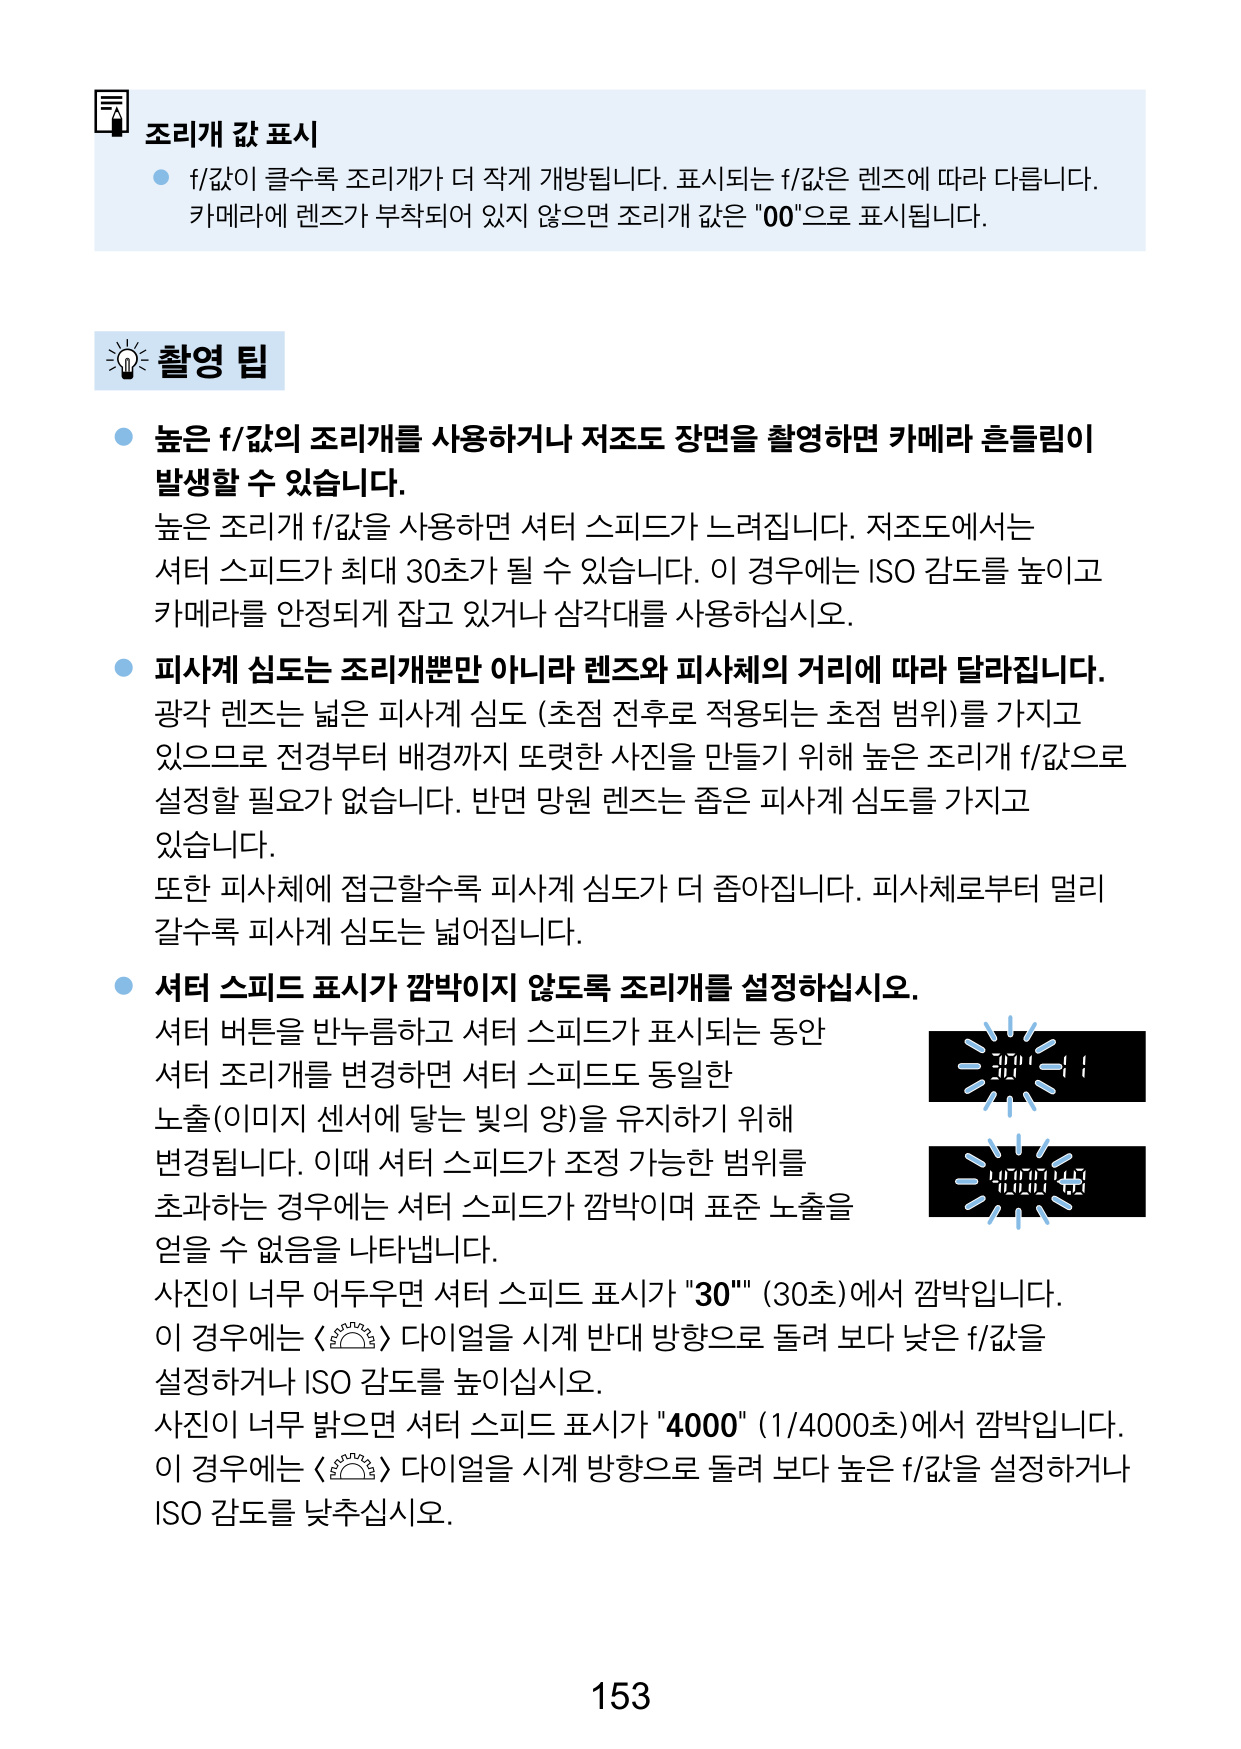 조리개 값 표시
● f/값이 클수록 조리개가 더 작게 개방됩니다. 표시되는 f/값은 렌즈에 따라 다릅니다.
카메라에 렌즈가 부착되어 있지 않으면 조리개 값은 "00"으로 표시됩니다.
촬영 팁
● 높은 f/값의 조리개를 사용하거나 저조도 장면을 촬영하면 카메라 흔들림이
발생할 수 있습니다.
높은 조리개 f/값을 사용하면 셔터 스피드가 느려집니다. 저조도에서는
셔터 스피드가 최대 30초가 될 수 있습니다. 이 경우에는 ISO 감도를 높이고
카메라를 안정되게 잡고 있거나 삼각대를 사용하십시오.
● 피사계 심도는 조리개뿐만 아니라 렌즈와 피사체의 거리에 따라 달라집니다.
광각 렌즈는 넓은 피사계 심도 (초점 전후로 적용되는 초점 범위)를 가지고
있으므로 전경부터 배경까지 또렷한 사진을 만들기 위해 높은 조리개 f/값으로
설정할 필요가 없습니다. 반면 망원 렌즈는 좁은 피사계 심도를 가지고
있습니다.
또한 피사체에 접근할수록 피사계 심도가 더 좁아집니다. 피사체로부터 멀리
갈수록 피사계 심도는 넓어집니다.
● 셔터 스피드 표시가 깜박이지 않도록 조리개를 설정하십시오.
셔터 버튼을 반누름하고 셔터 스피드가 표시되는 동안
셔터 조리개를 변경하면 셔터 스피드도 동일한
노출(이미지 센서에 닿는 빛의 양)을 유지하기 위해
변경됩니다. 이때 셔터 스피드가 조정 가능한 범위를
초과하는 경우에는 셔터 스피드가 깜박이며 표준 노출을
얻을 수 없음을 나타냅니다.
30" 11
4000
사진이 너무 어두우면 셔터 스피드 표시가 "30"" (30초)에서 깜박입니다.
이 경우에는 〈 〉 다이얼을 시계 반대 방향으로 돌려 보다 낮은 f/값을
설정하거나 ISO 감도를 높이십시오.
사진이 너무 밝으면 셔터 스피드 표시가 "4000" (1/4000초)에서 깜박입니다.
이 경우에는 〈 〉 다이얼을 시계 방향으로 돌려 보다 높은 f/값을 설정하거나
ISO 감도를 낮추십시오.
153